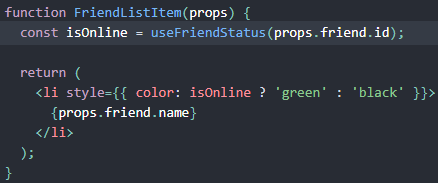 function FriendListItem(props) {
  const isOnline = useFriendStatus(props.friend.id);

  return (
    <li style={{ color: isOnline ? 'green' : 'black' }}>
      {props.friend.name}
    </li>
  );
}